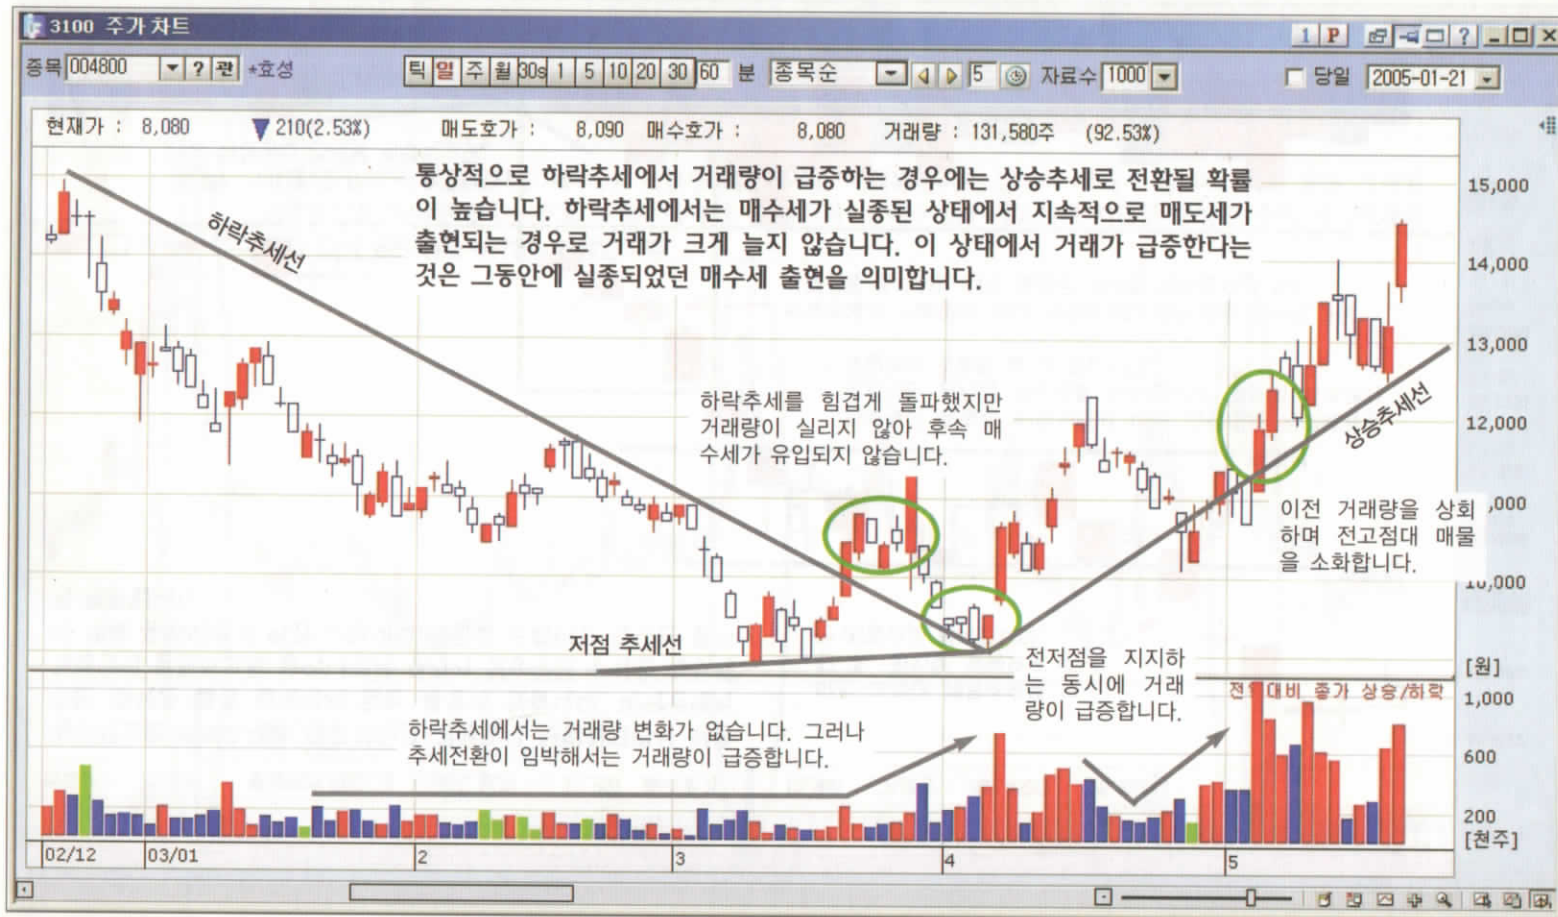 3100 주가 차트
1 P ?
종목 004800 ? 관 *효성 틱 일 주 월 30s 1 5 10 20 30 60 분 종목순 5 자료수 1000 당일 2005-01-21
현재가 : 8,080 ▼ 210(2.53%) 매도호가 : 8,090 매수호가 : 8,080 거래량 : 131,580주 (92.53%)
통상적으로 하락추세에서 거래량이 급증하는 경우에는 상승추세로 전환될 확률
이 높습니다. 하락추세에서는 매수세가 실종된 상태에서 지속적으로 매도세가
출현되는 경우로 거래가 크게 늘지 않습니다. 이 상태에서 거래가 급증한다는
것은 그동안에 실종되었던 매수세 출현을 의미합니다.
하락추세선
15,000
14,000
13,000
12,000
,000
10,000
[원]
하락추세를 힘겹게 돌파했지만
거래량이 실리지 않아 후속 매
수세가 유입되지 않습니다.
상승추세선
이전 거래량을 상회
하며 전고점대 매물
을 소화합니다.
저점 추세선
전저점을 지지하
는 동시에 거래
량이 급증합니다.
전일대비 종가 상승/하락
하락추세에서는 거래량 변화가 없습니다. 그러나
추세전환이 임박해서는 거래량이 급증합니다.
1,000
600
200
[천주]
02/12 03/01 2 3 4 5